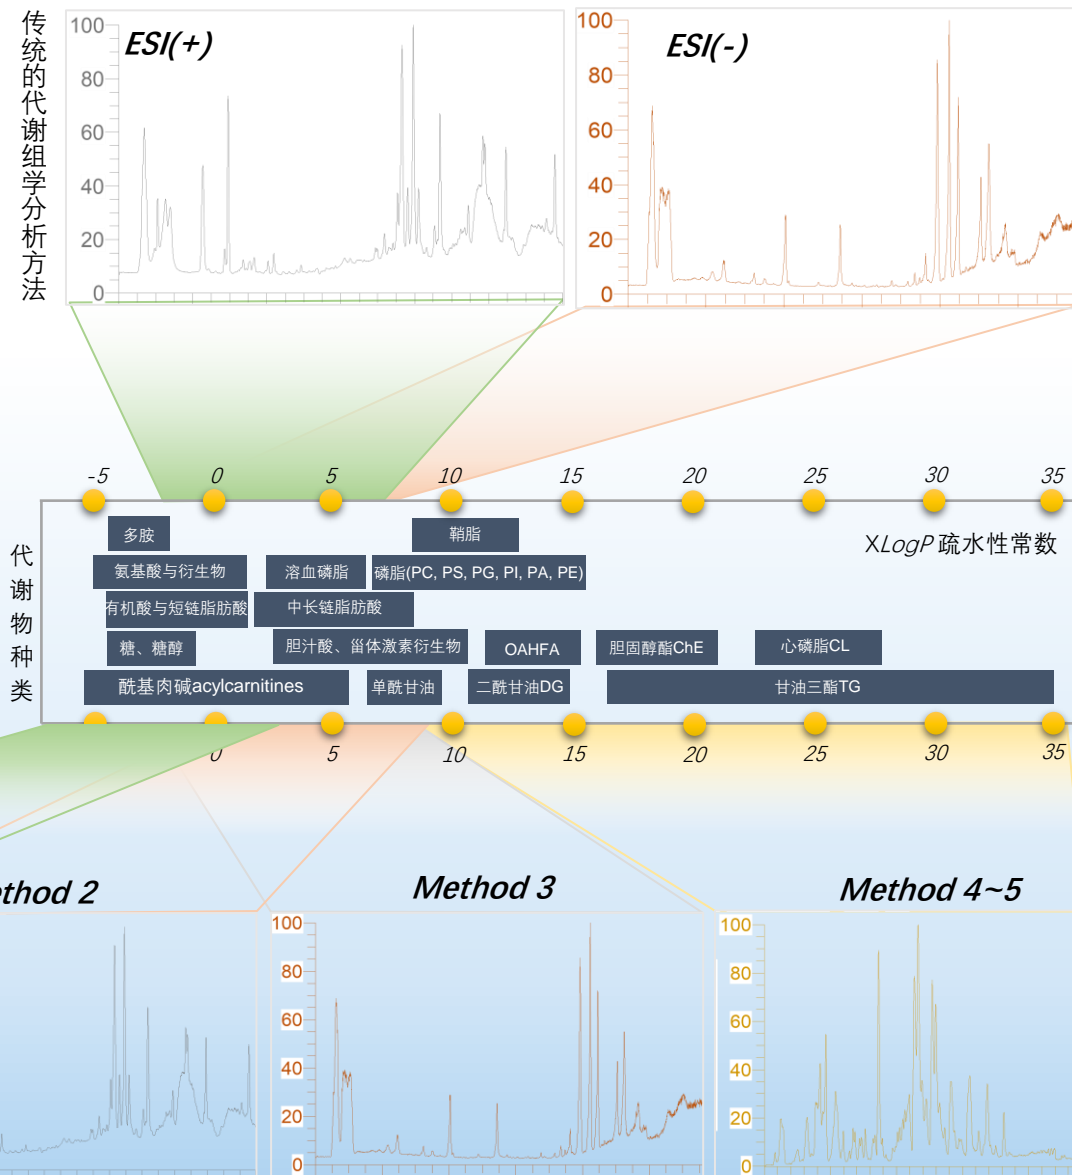 传统的代谢组学分析方法
ESI(+)
100
80
60
40
20
0
ESI(-)
100
80
60
40
20
0
-5 0 5 10 15 20 25 30 35
代谢物种类
XLogP 疏水性常数
多胺
鞘脂
氨基酸与衍生物
溶血磷脂
磷脂(PC, PS, PG, PI, PA, PE)
有机酸与短链脂肪酸
中长链脂肪酸
糖、糖醇
胆汁酸、甾体激素衍生物
OAHFA
胆固醇酯ChE
心磷脂CL
酰基肉碱acylcarnitines
单酰甘油
二酰甘油DG
甘油三酯TG
0 5 10 15 20 25 30 35
ethod 2
Method 3
100
80
60
40
20
0
Method 4~5
100
80
60
40
20
0